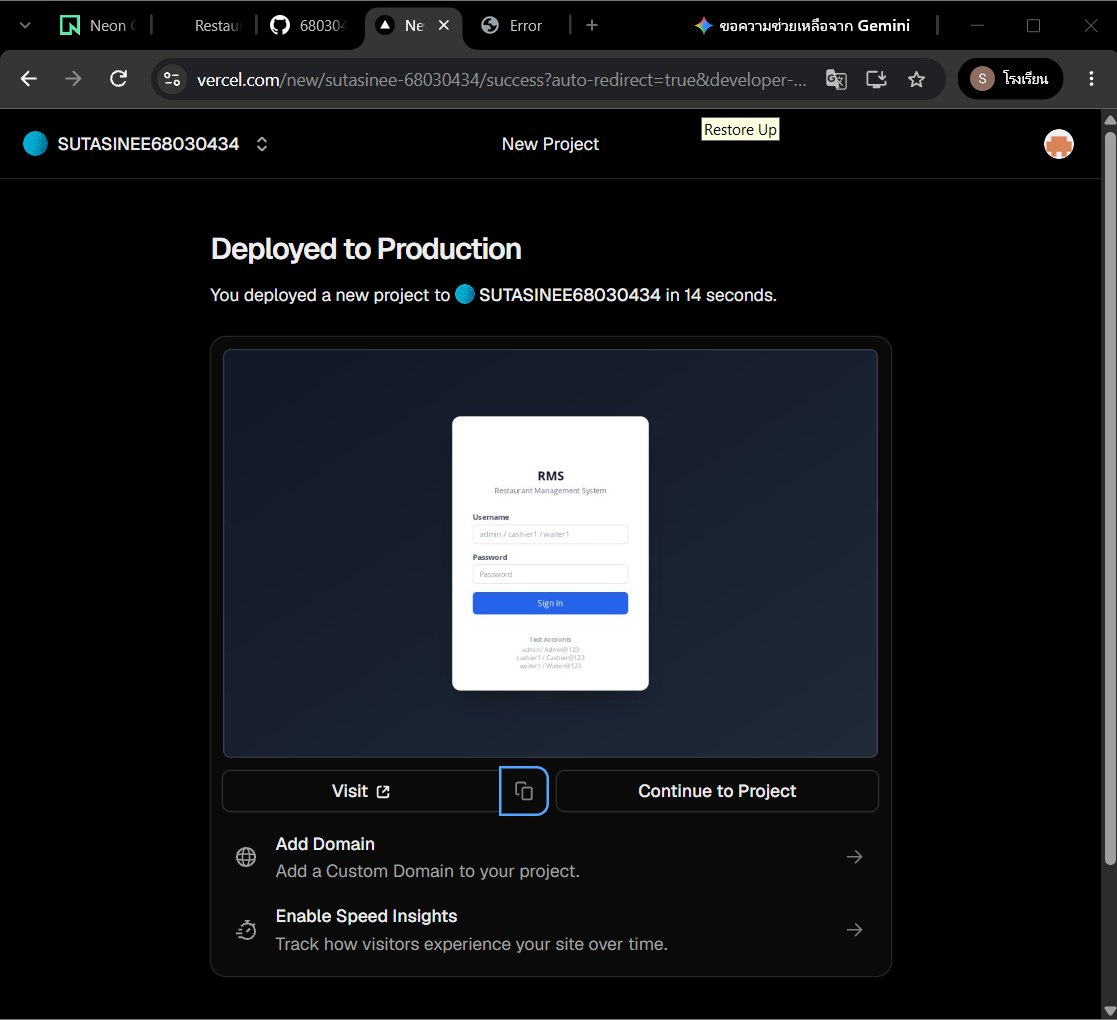 Neon
Restau
680304
Ne
Error
ขอความช่วยเหลือจาก Gemini
vercel.com/new/sutasinee-68030434/success?auto-redirect=true&developer-...
S
โรงเรียน
Restore Up
SUTASINEE68030434
New Project
Deployed to Production
You deployed a new project to SUTASINEE68030434 in 14 seconds.
RMS
Restaurant Management System
Username
admin / cashier1 / waiter1
Password
Password
Sign In
Test Accounts
admin / Admin@123
cashier1 / Cashier@123
waiter1 / Waiter@123
Visit
Continue to Project
Add Domain
Add a Custom Domain to your project.
Enable Speed Insights
Track how visitors experience your site over time.